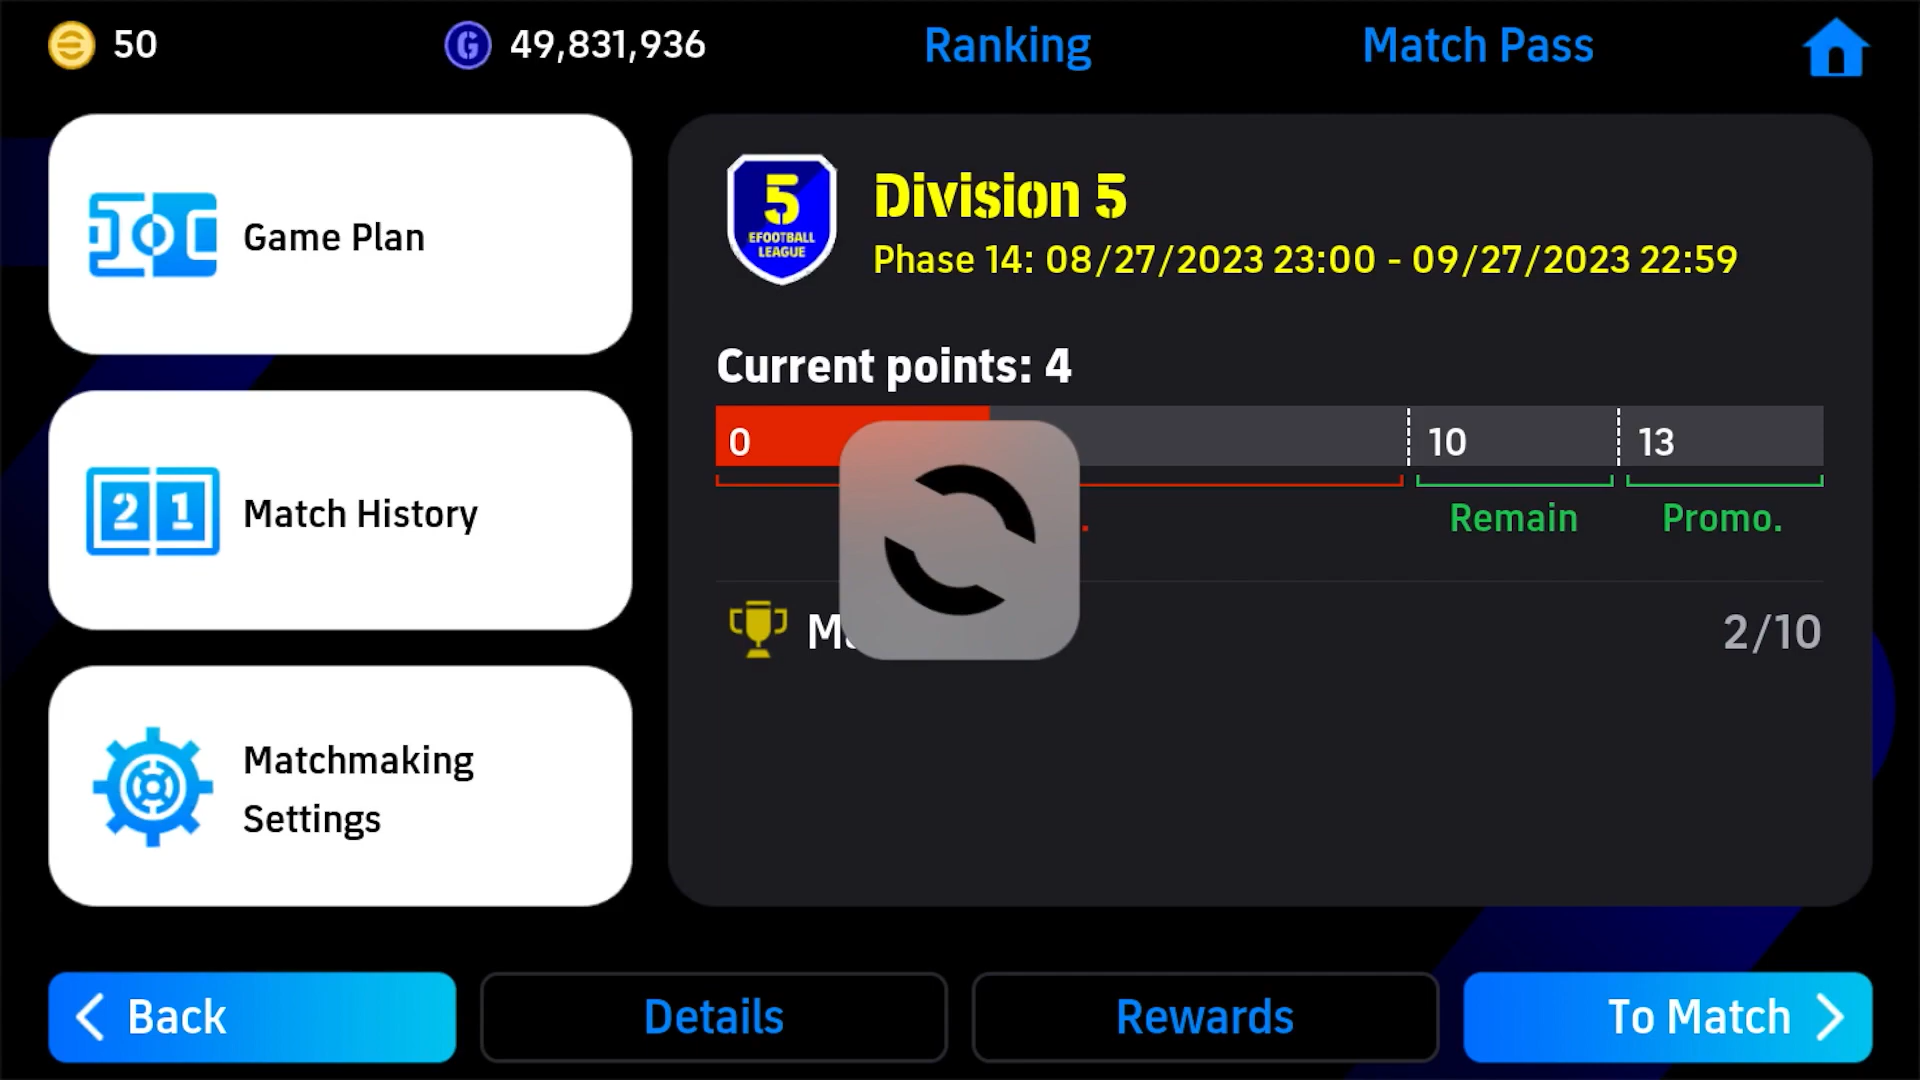 50
49,831,936
Ranking
Match Pass
Game Plan
2 1
Match History
Matchmaking
Settings
5
EFOOTBALL
LEAGUE
Division 5
Phase 14: 08/27/2023 23:00 - 09/27/2023 22:59
Current points: 4
0
10
13
Remain
Promo.
2/10
Back
Details
Rewards
To Match